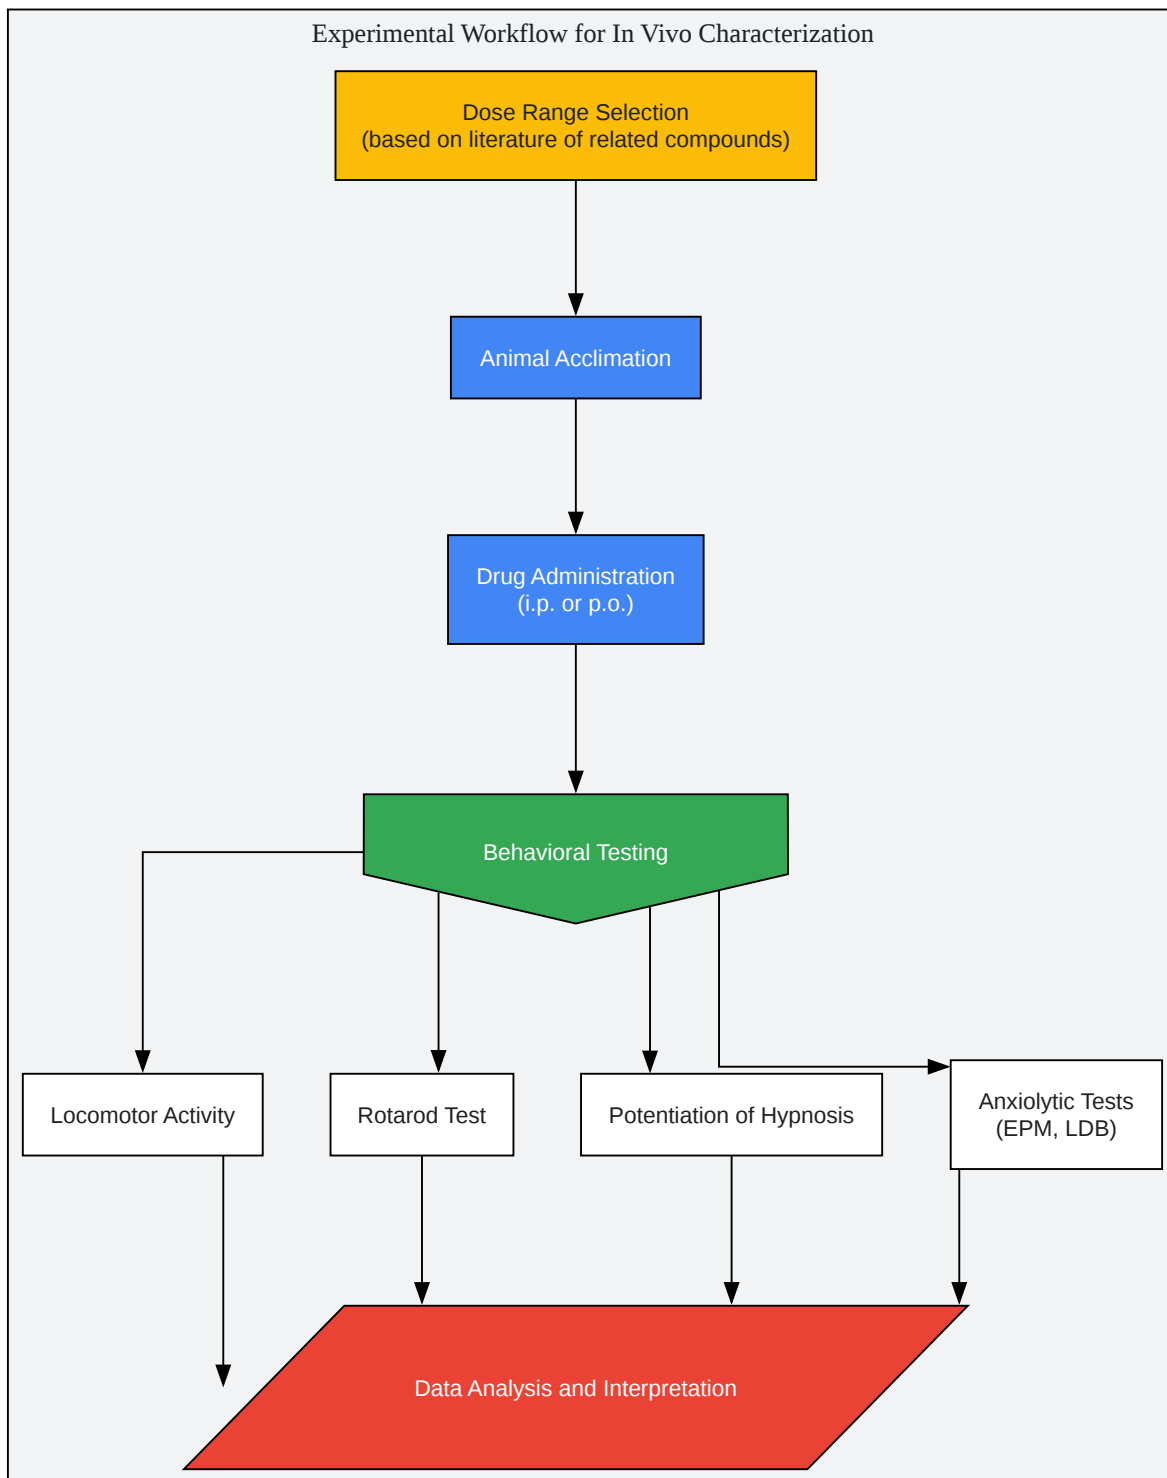 Experimental Workflow for In Vivo Characterization
Dose Range Selection
(based on literature of related compounds)
Animal Acclimation
Drug Administration
(i.p. or p.o.)
Behavioral Testing
Locomotor Activity
Rotarod Test
Potentiation of Hypnosis
Anxiolytic Tests
(EPM, LDB)
Data Analysis and Interpretation